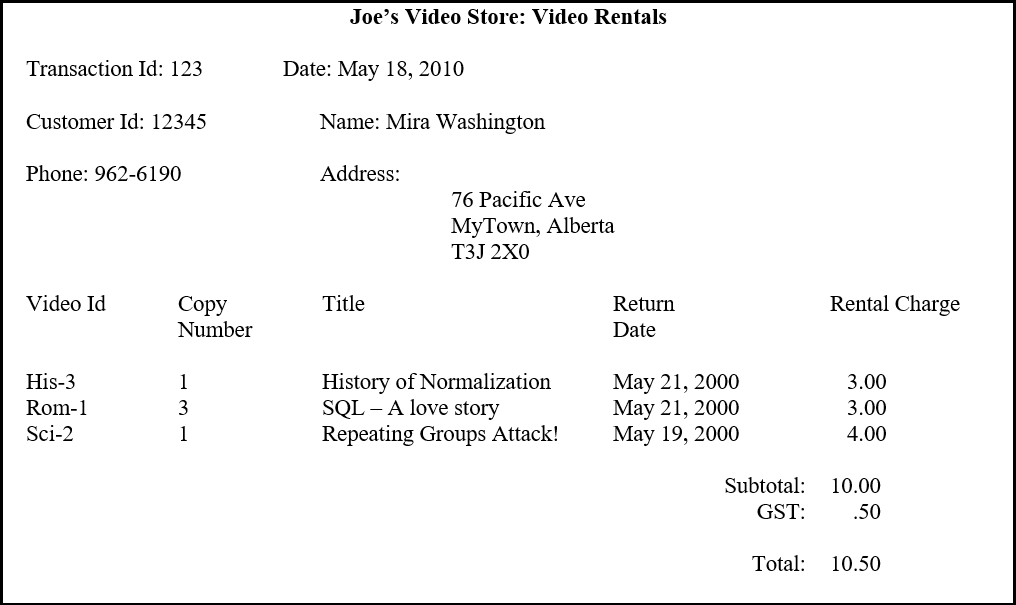 Joe’s Video Store: Video Rentals
Transaction Id: 123 Date: May 18, 2010
Customer Id: 12345 Name: Mira Washington
Phone: 962-6190 Address:
76 Pacific Ave
MyTown, Alberta
T3J 2X0
Video Id Copy Title Return Rental Charge
Number Date
His-3 1 History of Normalization May 21, 2000 3.00
Rom-1 3 SQL – A love story May 21, 2000 3.00
Sci-2 1 Repeating Groups Attack! May 19, 2000 4.00
Subtotal: 10.00
GST: .50
Total: 10.50